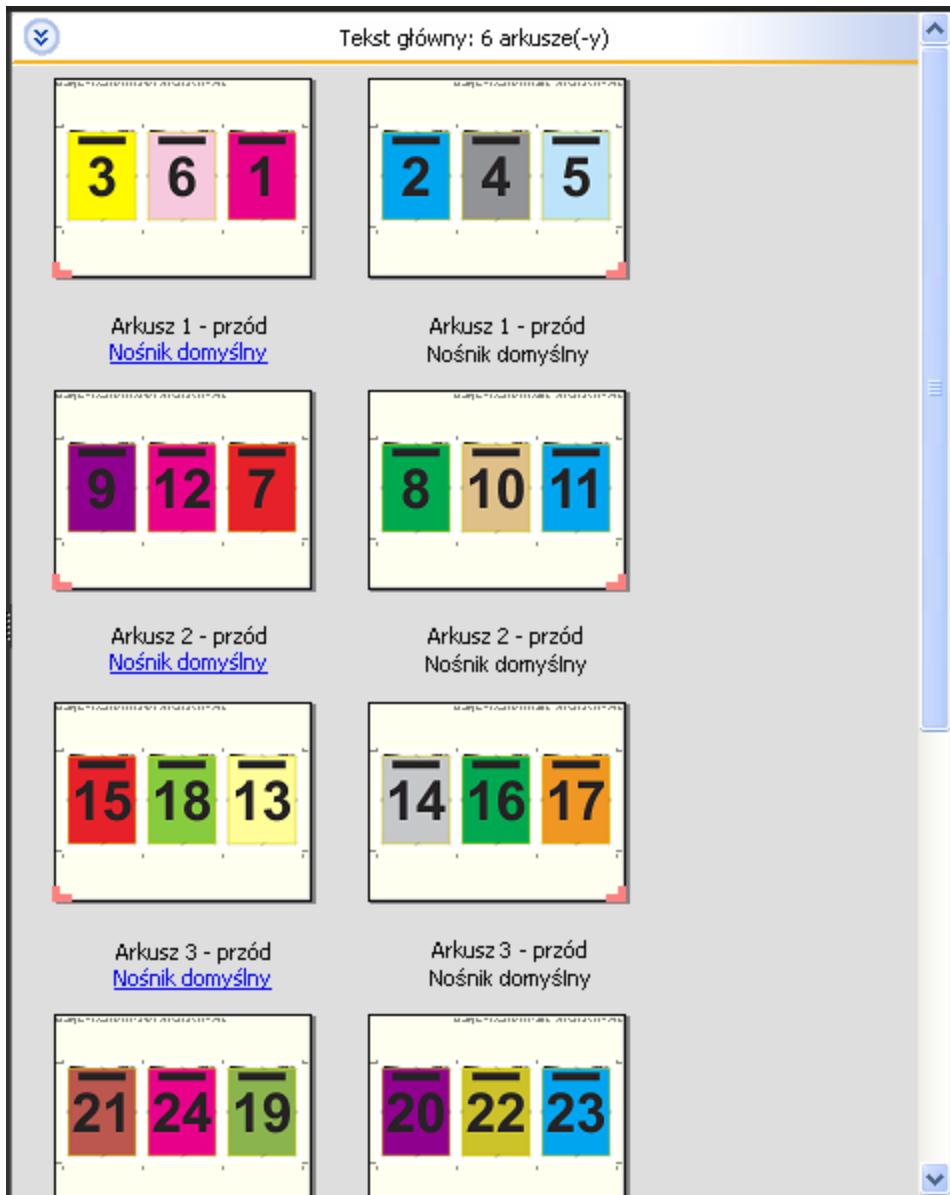 Tekst główny: 6 arkusze(-y)
3 6 1 2 4 5
Arkusz 1 - przód Arkusz 1 - przód
Nośnik domyślny Nośnik domyślny
9 12 7 8 10 11
Arkusz 2 - przód Arkusz 2 - przód
Nośnik domyślny Nośnik domyślny
15 18 13 14 16 17
Arkusz 3 - przód Arkusz 3 - przód
Nośnik domyślny Nośnik domyślny
21 24 19 20 22 23